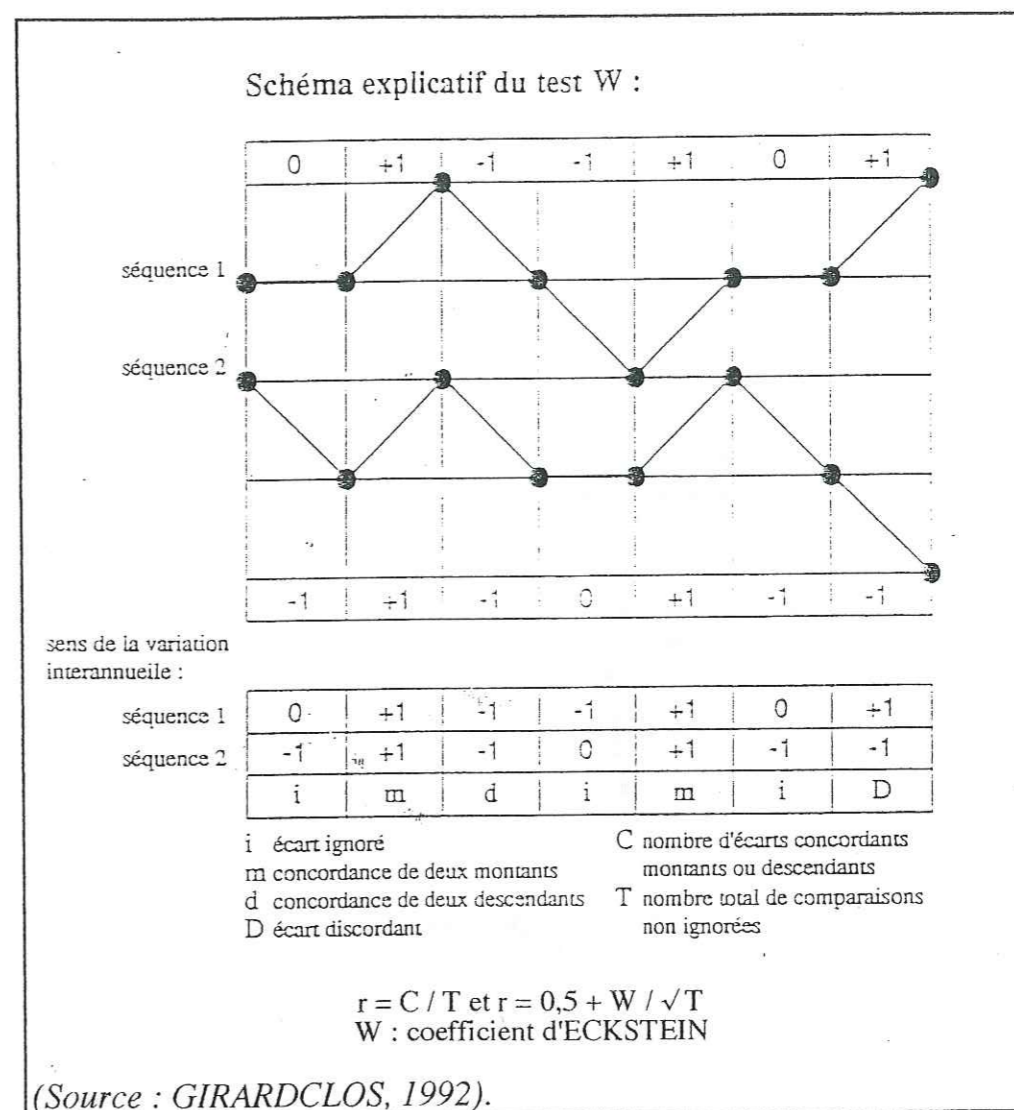 Schéma explicatif du test W :
0 +1 -1 -1 +1 0 +1
séquence 1
séquence 2
-1 +1 -1 0 +1 -1 -1
sens de la variation
interannueile :
séquence 1 0 +1 -1 -1 +1 0 +1
séquence 2 -1 +1 -1 0 +1 -1 -1
i m d i m i D
i écart ignoré
m concordance de deux montants
d concordance de deux descendants
D écart discordant
C nombre d'écarts concordants
montants ou descendants
T nombre total de comparaisons
non ignorées
r = C / T et r = 0,5 + W / √T
W : coefficient d'ECKSTEIN
(Source : GIRARDCLOS, 1992).